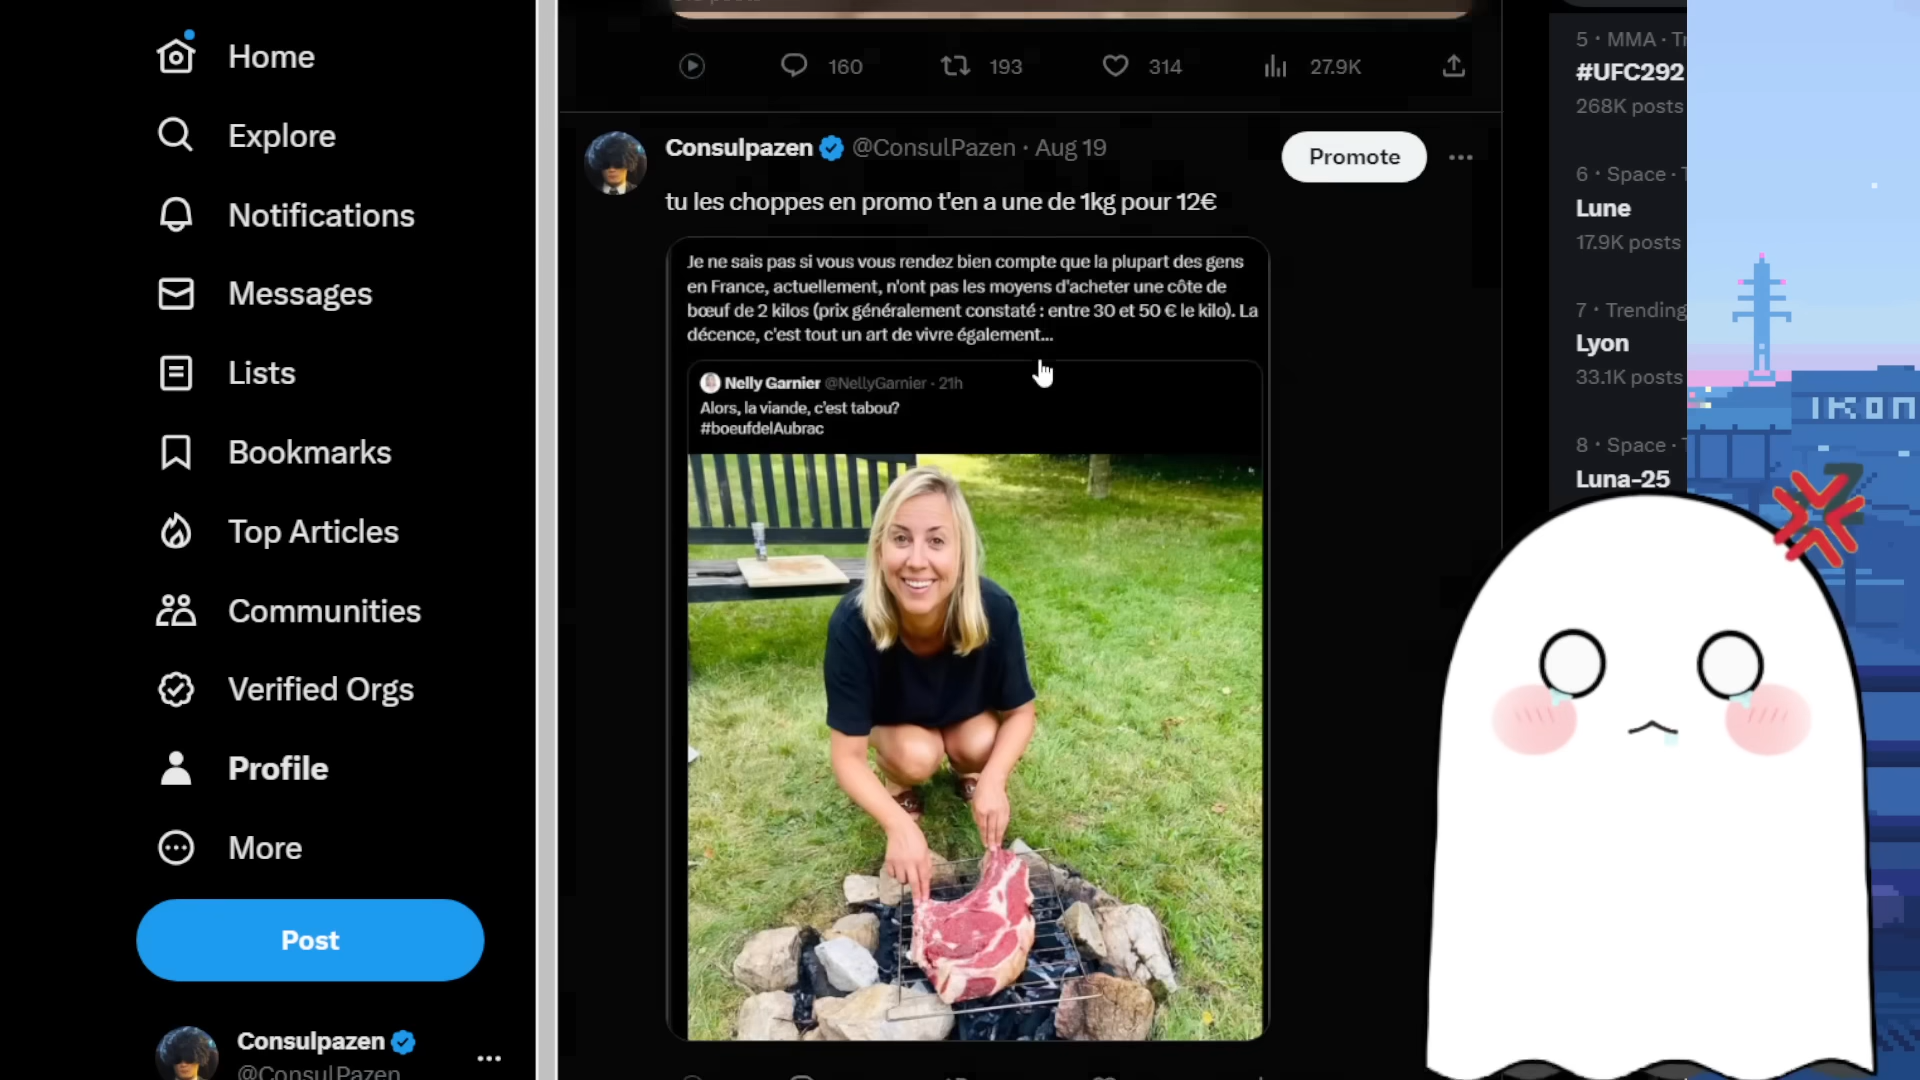 Home
Explore
Notifications
Messages
Lists
Bookmarks
Top Articles
Communities
Verified Orgs
Profile
More
Post
Consulpazen
@ConsulPazen
160 193 314 27.9K
Consulpazen @ConsulPazen · Aug 19
Promote
tu les choppes en promo t'en a une de 1kg pour 12€
Je ne sais pas si vous vous rendez bien compte que la plupart des gens
en France, actuellement, n'ont pas les moyens d'acheter une côte de
bœuf de 2 kilos (prix généralement constaté : entre 30 et 50 € le kilo). La
décence, c'est tout un art de vivre également...
Nelly Garnier @NellyGarnier · 21h
Alors, la viande, c'est tabou?
#boeufdelAubrac
5 · MMA ·
#UFC292
268K posts
6 · Space ·
Lune
17.9K posts
7 · Trending
Lyon
33.1K posts
8 · Space ·
Luna-25
IKON